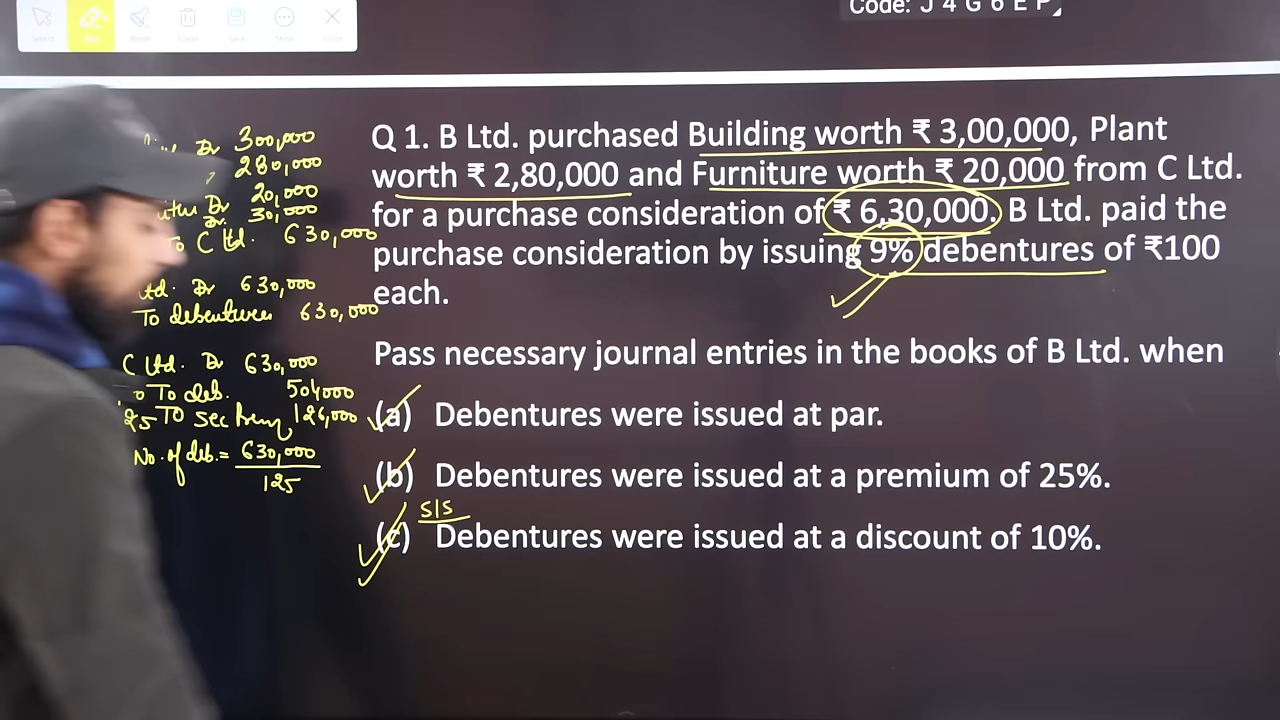 Code: J 4 G 6 E P
Q 1. B Ltd. purchased Building worth ₹ 3,00,000, Plant
worth ₹ 2,80,000 and Furniture worth ₹ 20,000 from C Ltd.
for a purchase consideration of ₹ 6,30,000. B Ltd. paid the
purchase consideration by issuing 9% debentures of ₹100
each.
Pass necessary journal entries in the books of B Ltd. when
(a) Debentures were issued at par.
(b) Debentures were issued at a premium of 25%.
S/S
(c) Debentures were issued at a discount of 10%.
Dr 300,000
280,000
Dr 20,000
Dr. 30,000
To C Ltd. 630,000
Ltd. Dr 630,000
To debentures 630,000
C Ltd. Dr 630,000
To deb. 504000
25 To Sec Prem 126,000
No. of deb. = 630,000
125